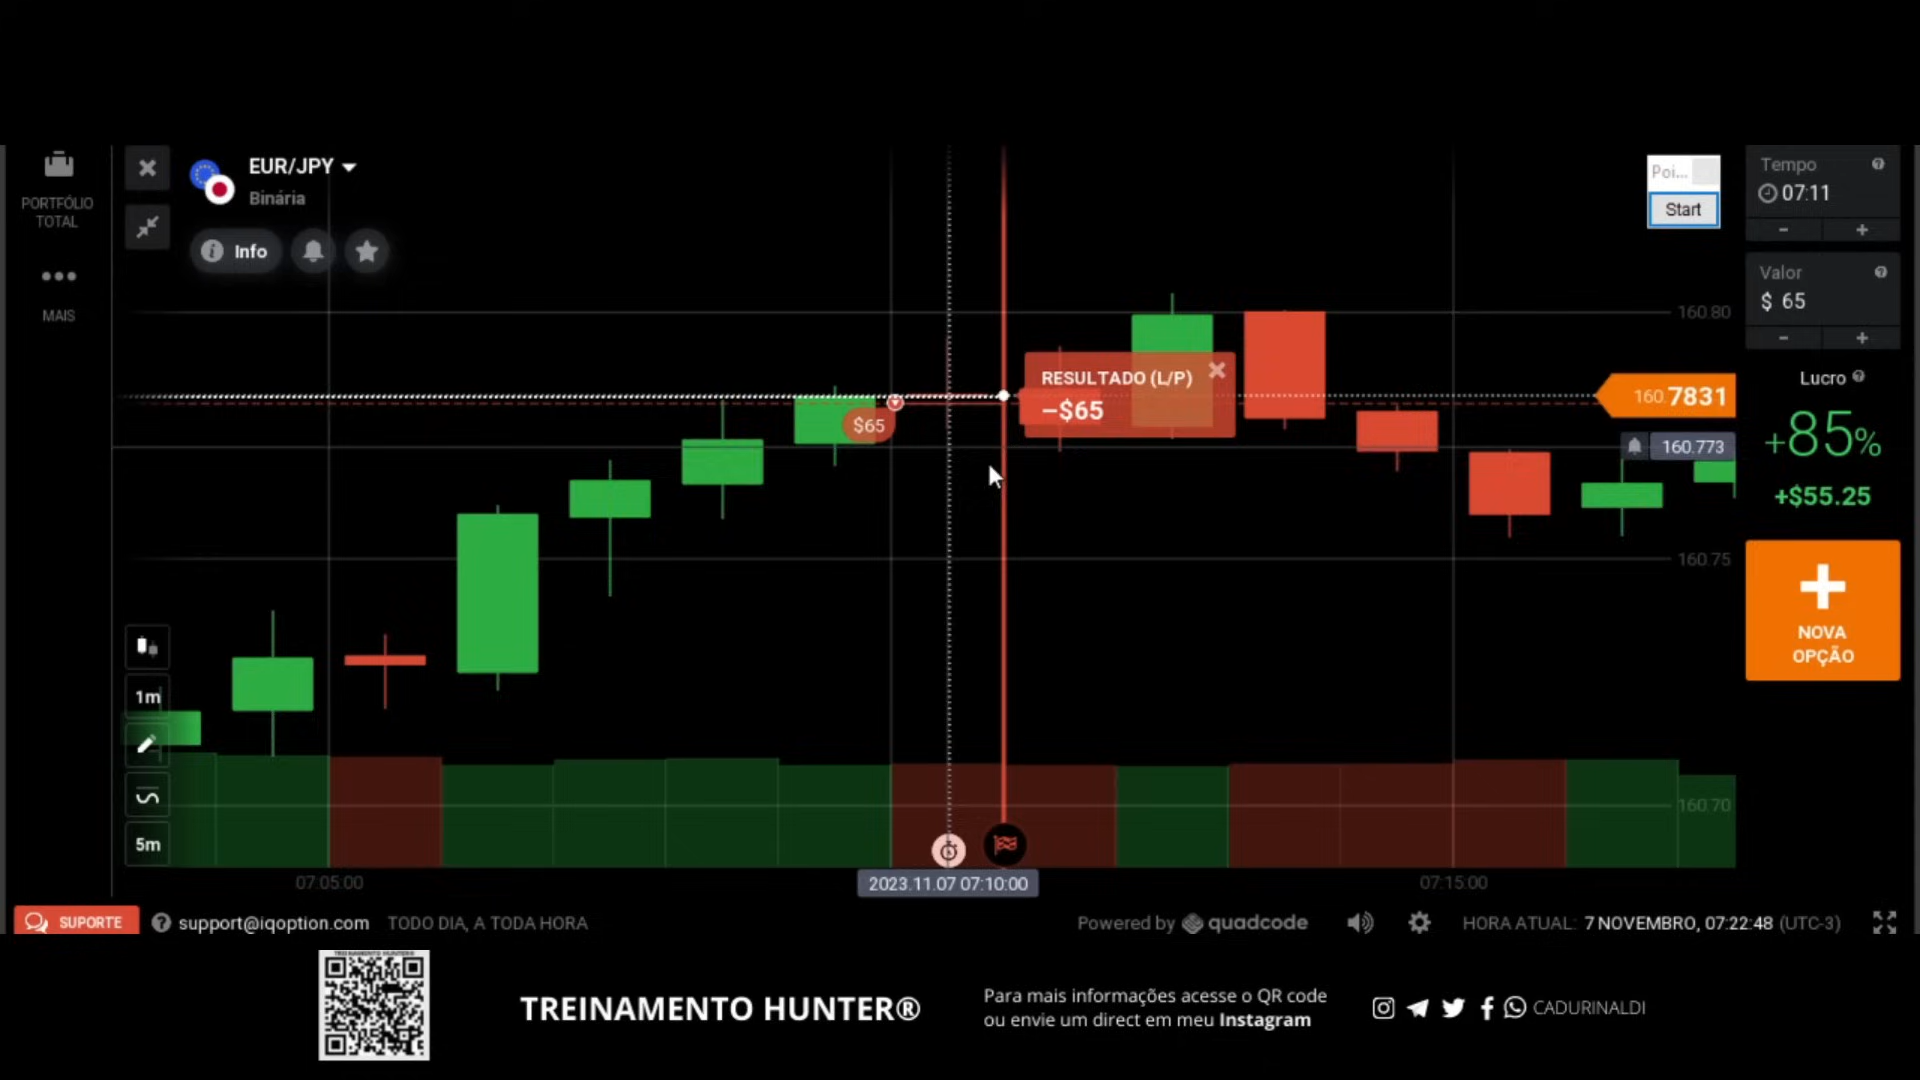 PORTFÓLIO
TOTAL
MAIS
EUR/JPY
Binária
Info
Poi...
Start
Tempo
07:11
Valor
$ 65
Lucro
+85%
+$55.25
NOVA
OPÇÃO
160.80
160.7831
160.773
160.75
160.70
RESULTADO (L/P)
–$65
$65
1m
5m
07:05:00
2023.11.07 07:10:00
07:15:00
SUPORTE
support@iqoption.com
TODO DIA, A TODA HORA
Powered by quadcode
HORA ATUAL: 7 NOVEMBRO, 07:22:48 (UTC-3)
TREINAMENTO HUNTER®
Para mais informações acesse o QR code
ou envie um direct em meu Instagram
CADURINALDI